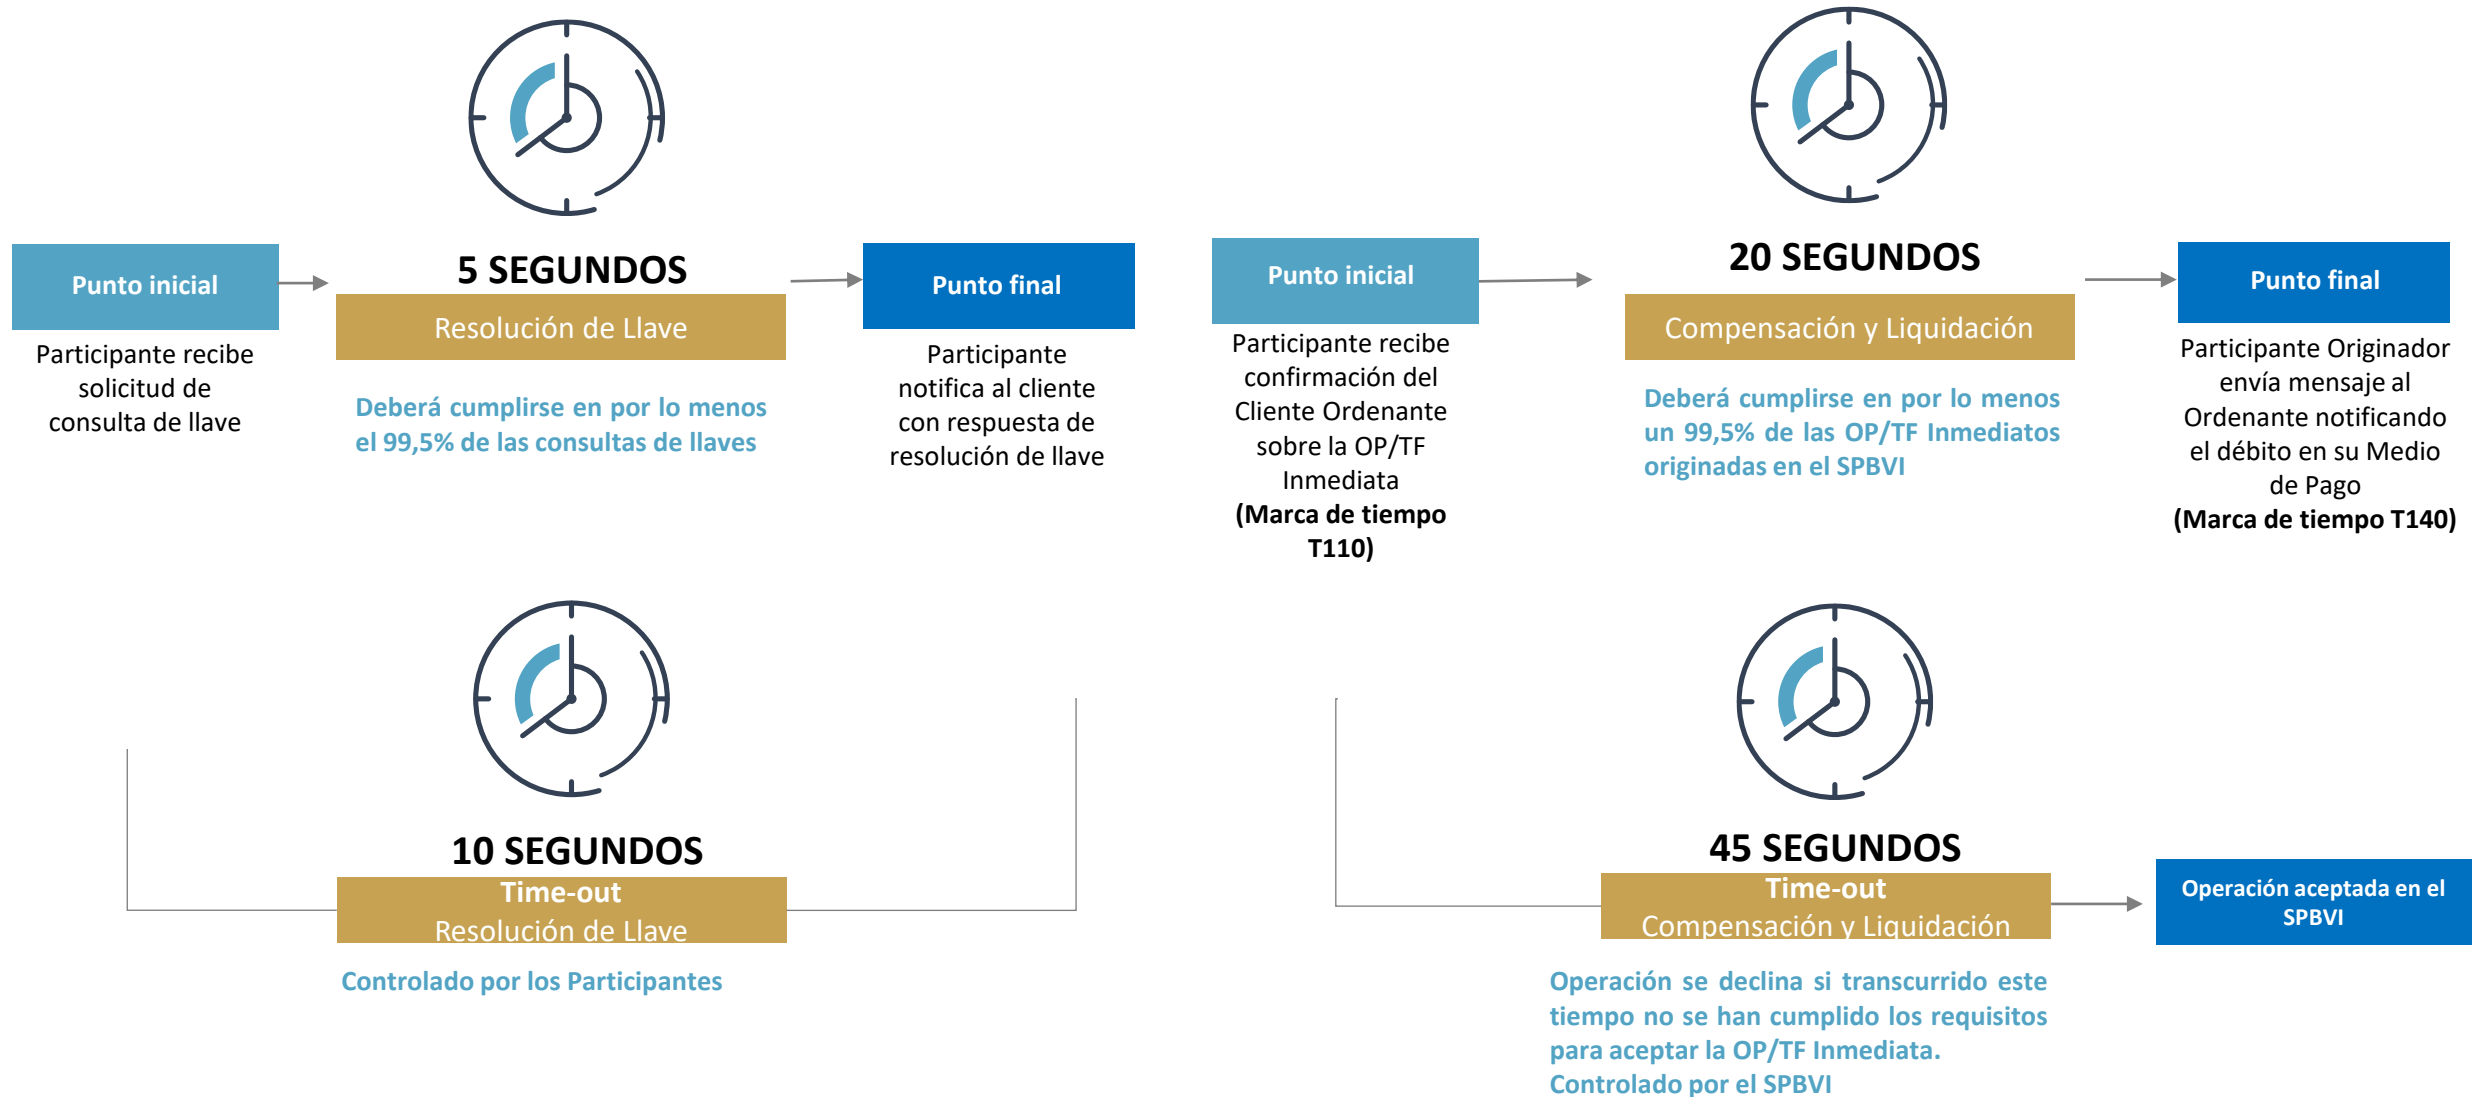 5 SEGUNDOS
Punto inicial
Resolución de Llave
Punto final
Participante recibe
solicitud de
consulta de llave
Deberá cumplirse en por lo menos
el 99,5% de las consultas de llaves
Participante
notifica al cliente
con respuesta de
resolución de llave
20 SEGUNDOS
Punto inicial
Compensación y Liquidación
Punto final
Participante recibe
confirmación del
Cliente Ordenante
sobre la OP/TF
Inmediata
(Marca de tiempo
T110)
Deberá cumplirse en por lo menos
un 99,5% de las OP/TF Inmediatos
originadas en el SPBVI
Participante Originador
envía mensaje al
Ordenante notificando
el débito en su Medio
de Pago
(Marca de tiempo T140)
10 SEGUNDOS
Time-out
Resolución de Llave
Controlado por los Participantes
45 SEGUNDOS
Time-out
Compensación y Liquidación
Operación aceptada en el
SPBVI
Operación se declina si transcurrido este
tiempo no se han cumplido los requisitos
para aceptar la OP/TF Inmediata.
Controlado por el SPBVI